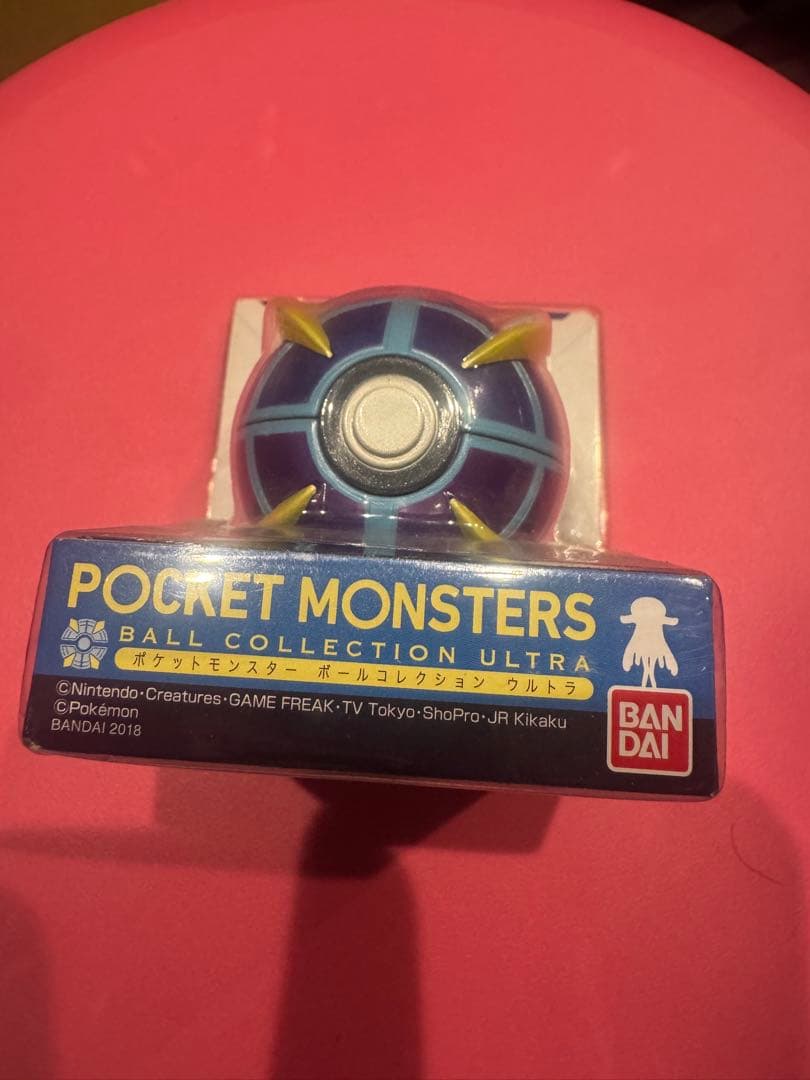 POCKET MONSTERS
BALL COLLECTION ULTRA
ポケットモンスター ボールコレクション ウルトラ
©Nintendo･Creatures･GAME FREAK･TV Tokyo･ShoPro･JR Kikaku
©Pokémon
BANDAI 2018
BAN
DAI